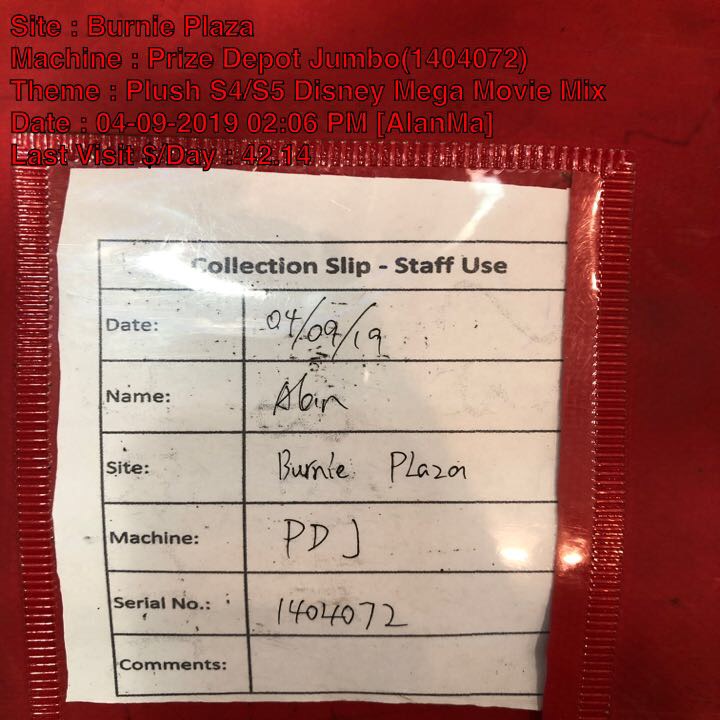 Site : Burnie Plaza
Machine : Prize Depot Jumbo(1404072)
Theme : Plush S4/S5 Disney Mega Movie Mix
Date : 04-09-2019 02:06 PM [AlanMa]
Last Visit $/Day : 42.14
Collection Slip - Staff Use
Date: 04/09/19
Name: Alan
Site: Burnie Plaza
Machine: PDJ
Serial No.: 1404072
Comments: